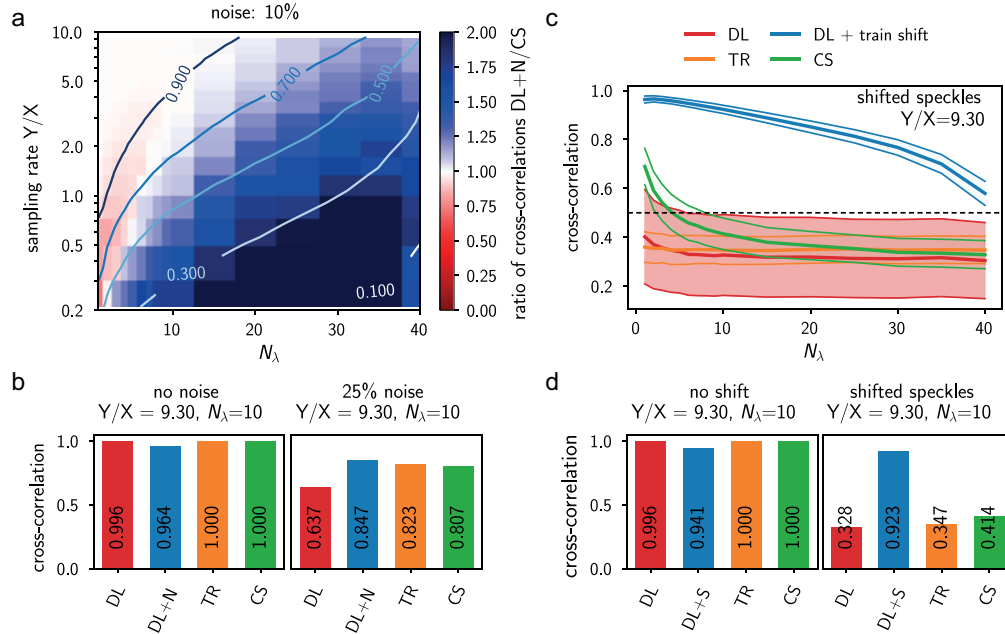 a
noise: 10%
sampling rate Y/X
10.0
5.0
2.0
1.0
0.5
0.2
0.900
0.700
0.500
0.300
0.100
10
20
30
40
Nλ
2.00
1.75
1.50
1.25
1.00
0.75
0.50
0.25
0.00
ratio of cross-correlations DL+N/CS
c
DL
DL + train shift
TR
CS
shifted speckles
Y/X=9.30
cross-correlation
1.0
0.8
0.6
0.4
0.2
0
10
20
30
40
Nλ
b
no noise
Y/X = 9.30, Nλ=10
25% noise
Y/X = 9.30, Nλ=10
cross-correlation
1.0
0.5
0.0
0.996
0.964
1.000
1.000
0.637
0.847
0.823
0.807
DL
DL+N
TR
CS
DL
DL+N
TR
CS
d
no shift
Y/X = 9.30, Nλ=10
shifted speckles
Y/X = 9.30, Nλ=10
cross-correlation
1.0
0.5
0.0
0.996
0.941
1.000
1.000
0.328
0.923
0.347
0.414
DL
DL+S
TR
CS
DL
DL+S
TR
CS